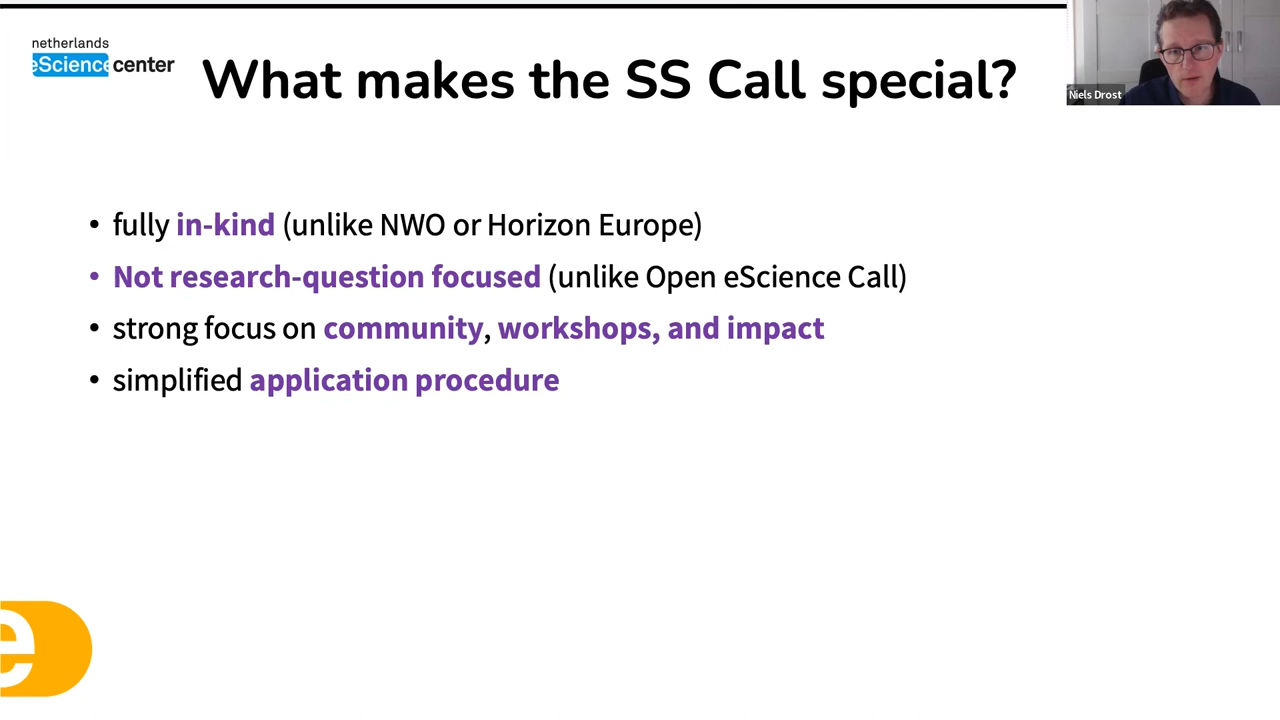 netherlands
eScience center
What makes the SS Call special?
Niels Drost
• fully in-kind (unlike NWO or Horizon Europe)
• Not research-question focused (unlike Open eScience Call)
• strong focus on community, workshops, and impact
• simplified application procedure
e